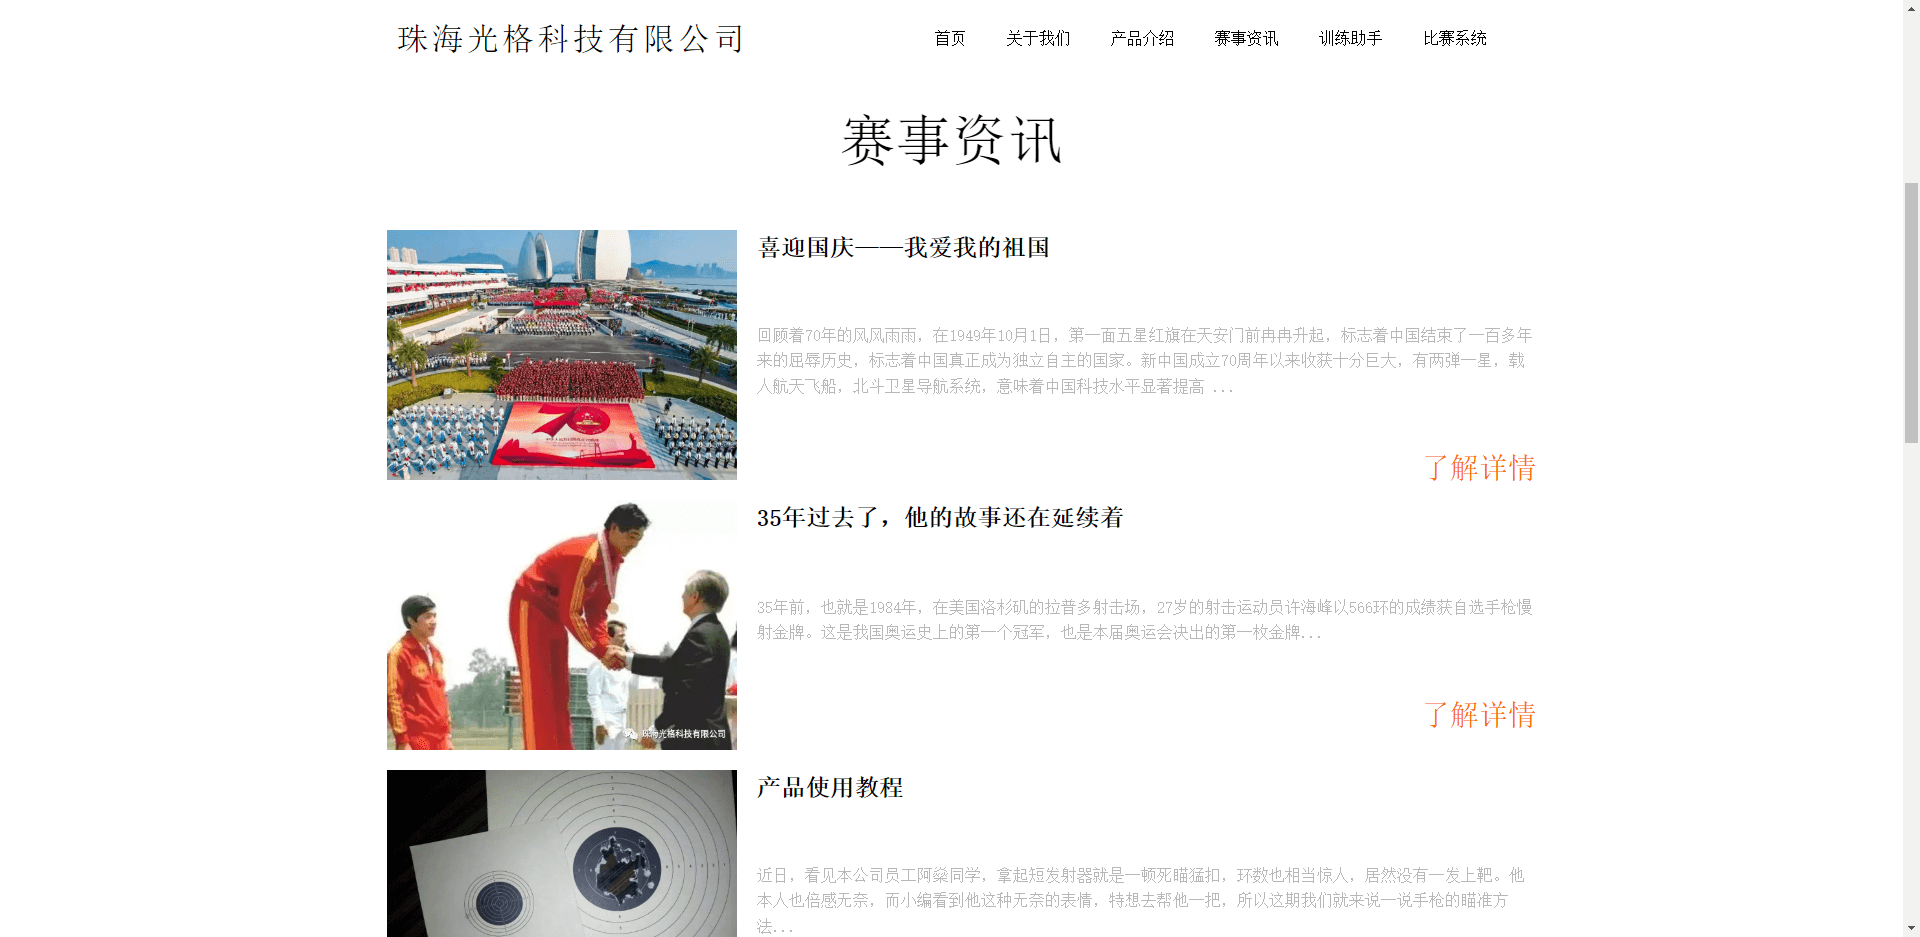 珠海光格科技有限公司
首页 关于我们 产品介绍 赛事资讯 训练助手 比赛系统
赛事资讯
喜迎国庆——我爱我的祖国
回顾着70年的风风雨雨，在1949年10月1日，第一面五星红旗在天安门前冉冉升起，标志着中国结束了一百多年
来的屈辱历史，标志着中国真正成为独立自主的国家。新中国成立70周年以来收获十分巨大，有两弹一星，载
人航天飞船，北斗卫星导航系统，意味着中国科技水平显著提高 ...
70
了解详情
35年过去了，他的故事还在延续着
35年前，也就是1984年，在美国洛杉矶的拉普多射击场，27岁的射击运动员许海峰以566环的成绩获自选手枪慢
射金牌。这是我国奥运史上的第一个冠军，也是本届奥运会决出的第一枚金牌...
珠海光格科技有限公司
了解详情
产品使用教程
近日，看见本公司员工阿燊同学，拿起短发射器就是一顿死瞄猛扣，环数也相当惊人，居然没有一发上靶。他
本人也倍感无奈，而小编看到他这种无奈的表情，特想去帮他一把，所以这期我们就来说一说手枪的瞄准方
法...